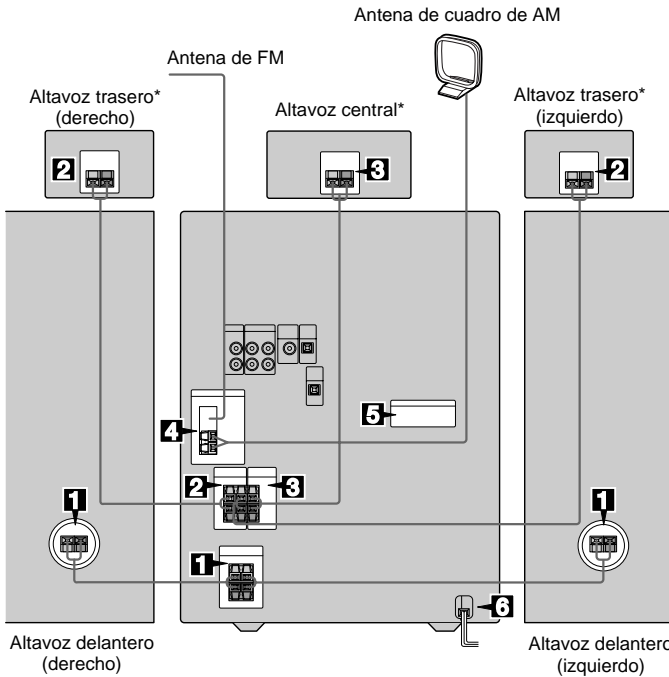 Antena de cuadro de AM
Antena de FM
Altavoz trasero*
(derecho)
Altavoz central*
Altavoz trasero*
(izquierdo)
2
3
2
5
4
2
3
1
1
1
6
Altavoz delantero
(derecho)
Altavoz delantero
(izquierdo)